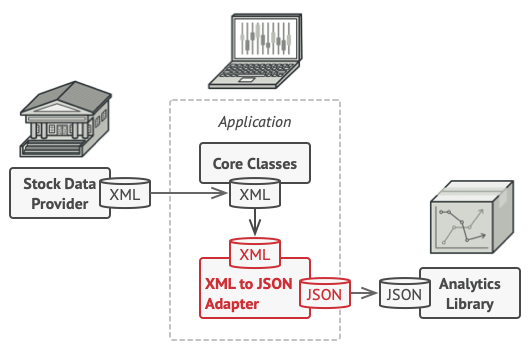 Application
Core Classes
XML
Stock Data
Provider
XML
XML
XML to JSON
Adapter
JSON
JSON
Analytics
Library